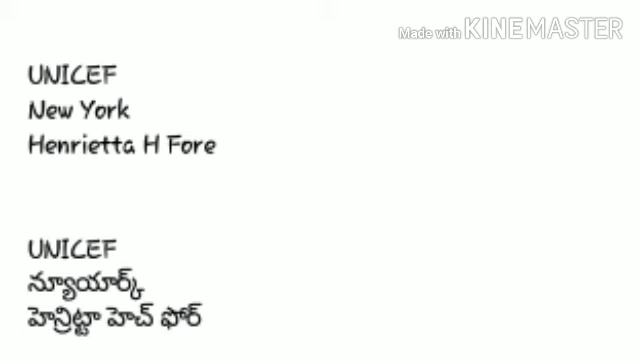 Made with KINEMASTER
UNICEF
New York
Henrietta H Fore
UNICEF
న్యూయార్క్
హెన్రిట్టా హెచ్ ఫోర్